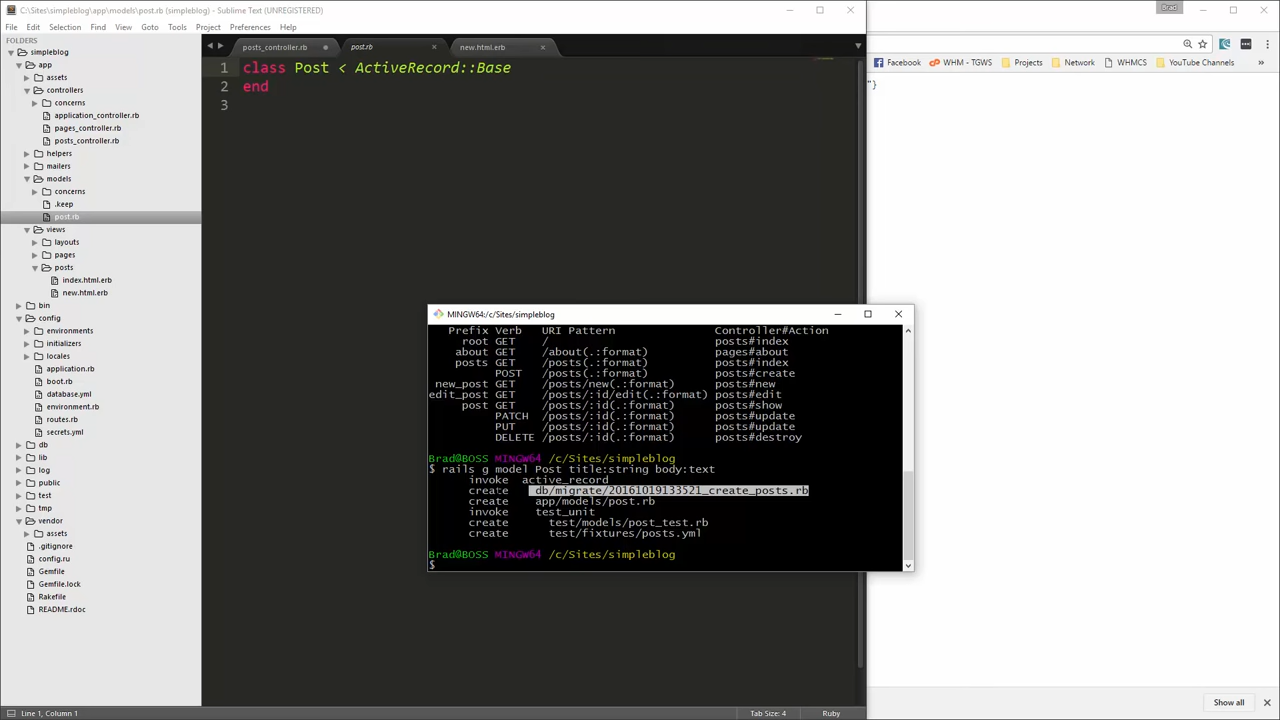 C:\Sites\simpleblog\app\models\post.rb (simpleblog) - Sublime Text (UNREGISTERED)
Brad
File Edit Selection Find View Goto Tools Project Preferences Help
FOLDERS
simpleblog
app
assets
controllers
concerns
application_controller.rb
pages_controller.rb
posts_controller.rb
helpers
mailers
models
concerns
.keep
post.rb
views
layouts
pages
posts
index.html.erb
new.html.erb
bin
config
environments
initializers
locales
application.rb
boot.rb
database.yml
environment.rb
routes.rb
secrets.yml
db
lib
log
public
tmp
vendor
assets
.gitignore
config.ru
Gemfile
Gemfile.lock
Rakefile
README.rdoc
posts_controller.rb post.rb new.html.erb
1 class Post < ActiveRecord::Base
2 end
3
Facebook WHM - TGWS Projects Network WHMCS YouTube Channels
"}
MINGW64:/c/Sites/simpleblog
Prefix Verb URI Pattern Controller#Action
root GET / posts#index
about GET /about(.:format) pages#about
posts GET /posts(.:format) posts#index
POST /posts(.:format) posts#create
new_post GET /posts/new(.:format) posts#new
edit_post GET /posts/:id/edit(.:format) posts#edit
post GET /posts/:id(.:format) posts#show
PATCH /posts/:id(.:format) posts#update
PUT /posts/:id(.:format) posts#update
DELETE /posts/:id(.:format) posts#destroy
Brad@BOSS MINGW64 /c/Sites/simpleblog
$ rails g model Post title:string body:text
invoke active_record
create db/migrate/20161019133521_create_posts.rb
create app/models/post.rb
invoke test_unit
create test/models/post_test.rb
create test/fixtures/posts.yml
Brad@BOSS MINGW64 /c/Sites/simpleblog
$
Show all
Line 1, Column 1 Tab Size: 4 Ruby